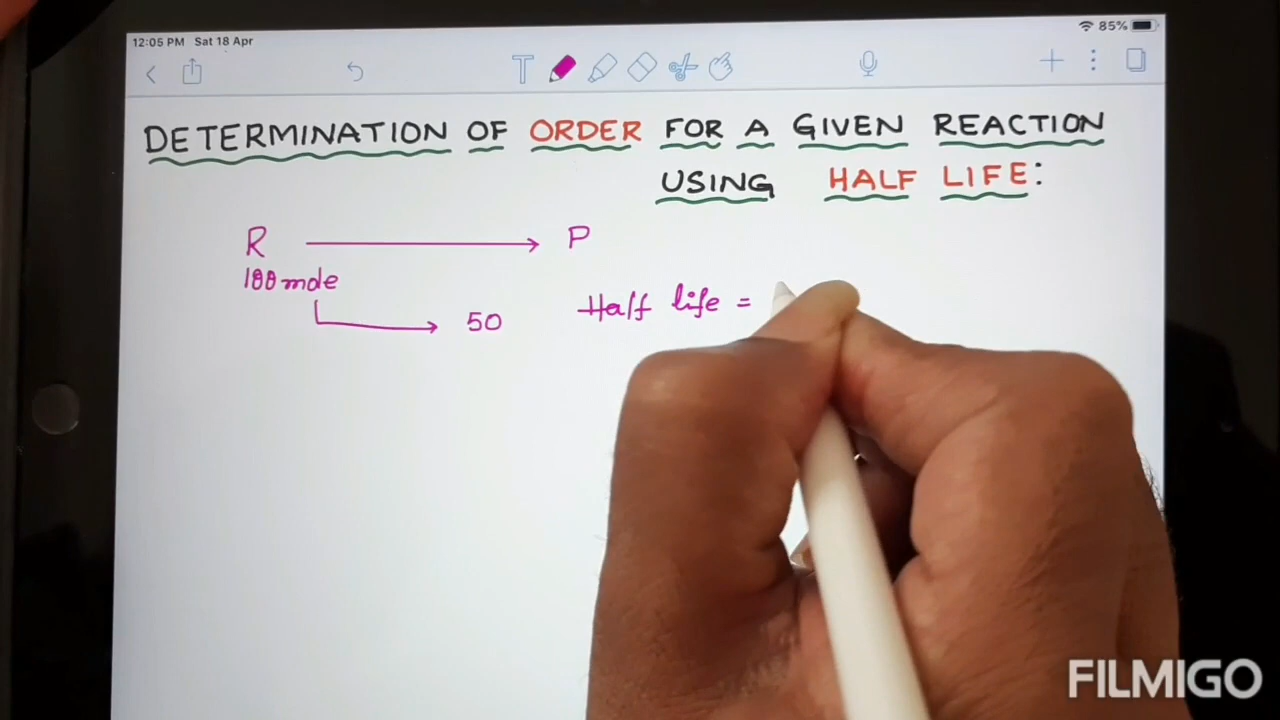 12:05 PM Sat 18 Apr
85%
T
DETERMINATION OF ORDER FOR A GIVEN REACTION
USING HALF LIFE:
R P
100 mole
50
Half life =
FILMIGO